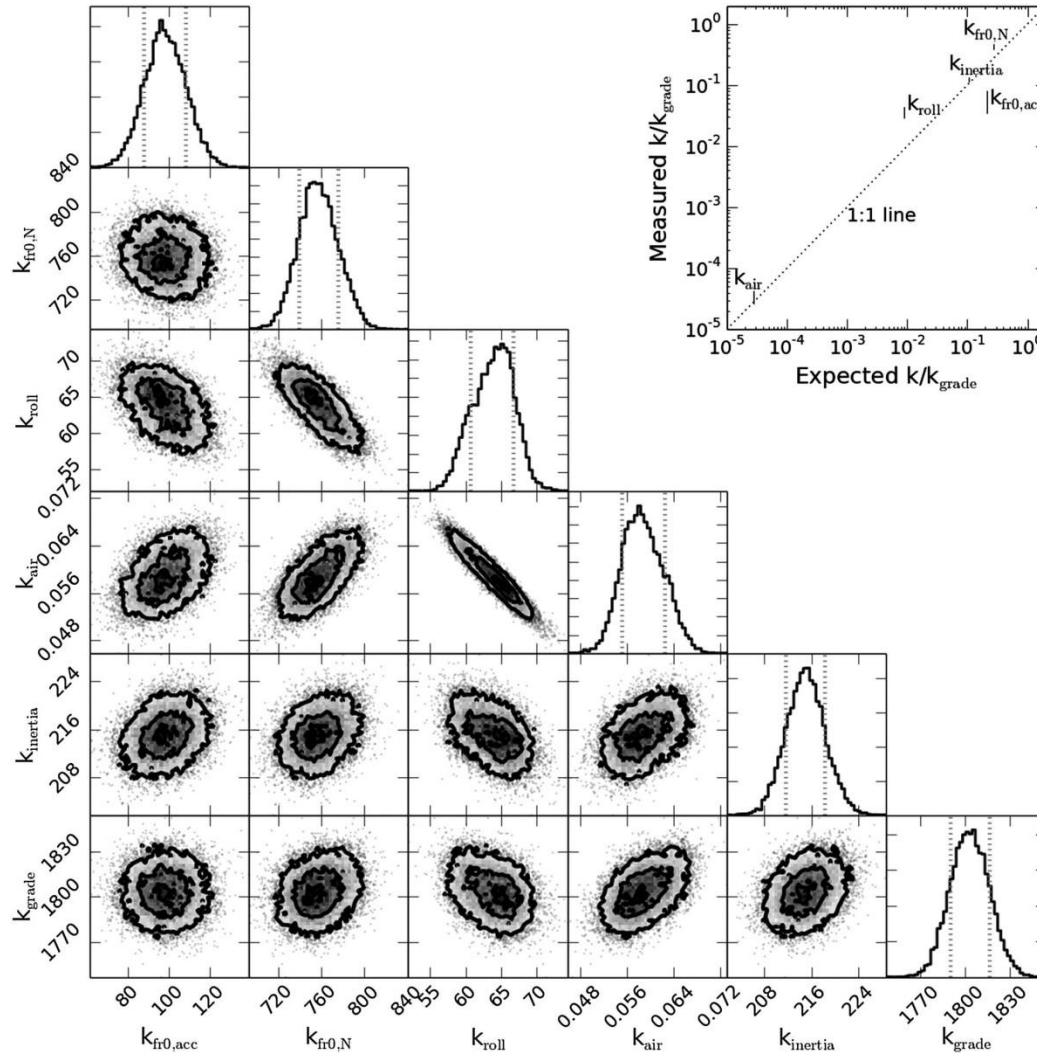 10⁰
10⁻¹
10⁻²
10⁻³
10⁻⁴
10⁻⁵
Measured k/k_grade
k_fr0,N
k_inertia
k_roll
k_fr0,ac
1:1 line
k_air
10⁻⁵ 10⁻⁴ 10⁻³ 10⁻² 10⁻¹ 10⁰
Expected k/k_grade
840
800
760
720
k_fr0,N
70
65
60
55
k_roll
0.072
0.064
0.056
0.048
k_air
224
216
208
k_inertia
1830
1800
1770
k_grade
80 100 120 720 760 800 840 55 60 65 70 0.048 0.056 0.064 0.072 208 216 224 1770 1800 1830
k_fr0,acc k_fr0,N k_roll k_air k_inertia k_grade